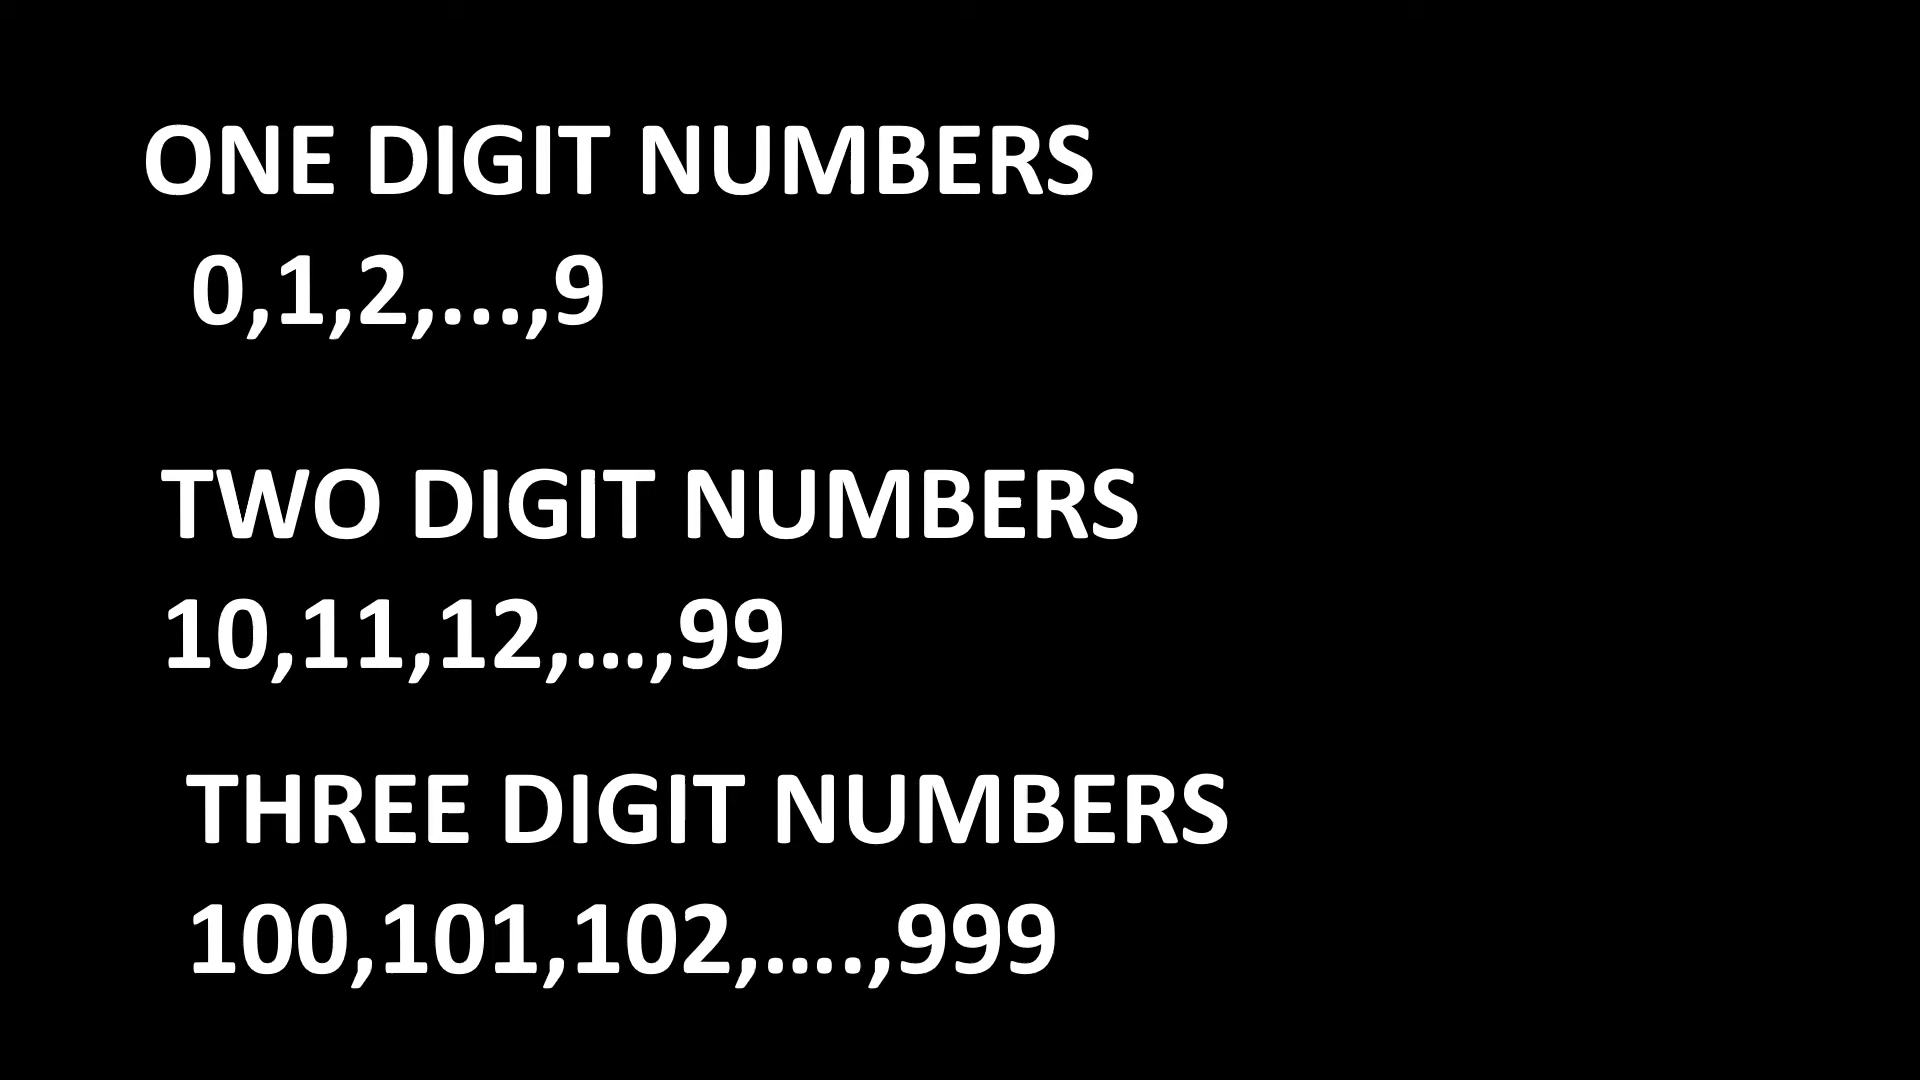 ONE DIGIT NUMBERS
0,1,2,...,9
TWO DIGIT NUMBERS
10,11,12,...,99
THREE DIGIT NUMBERS
100,101,102,....,999